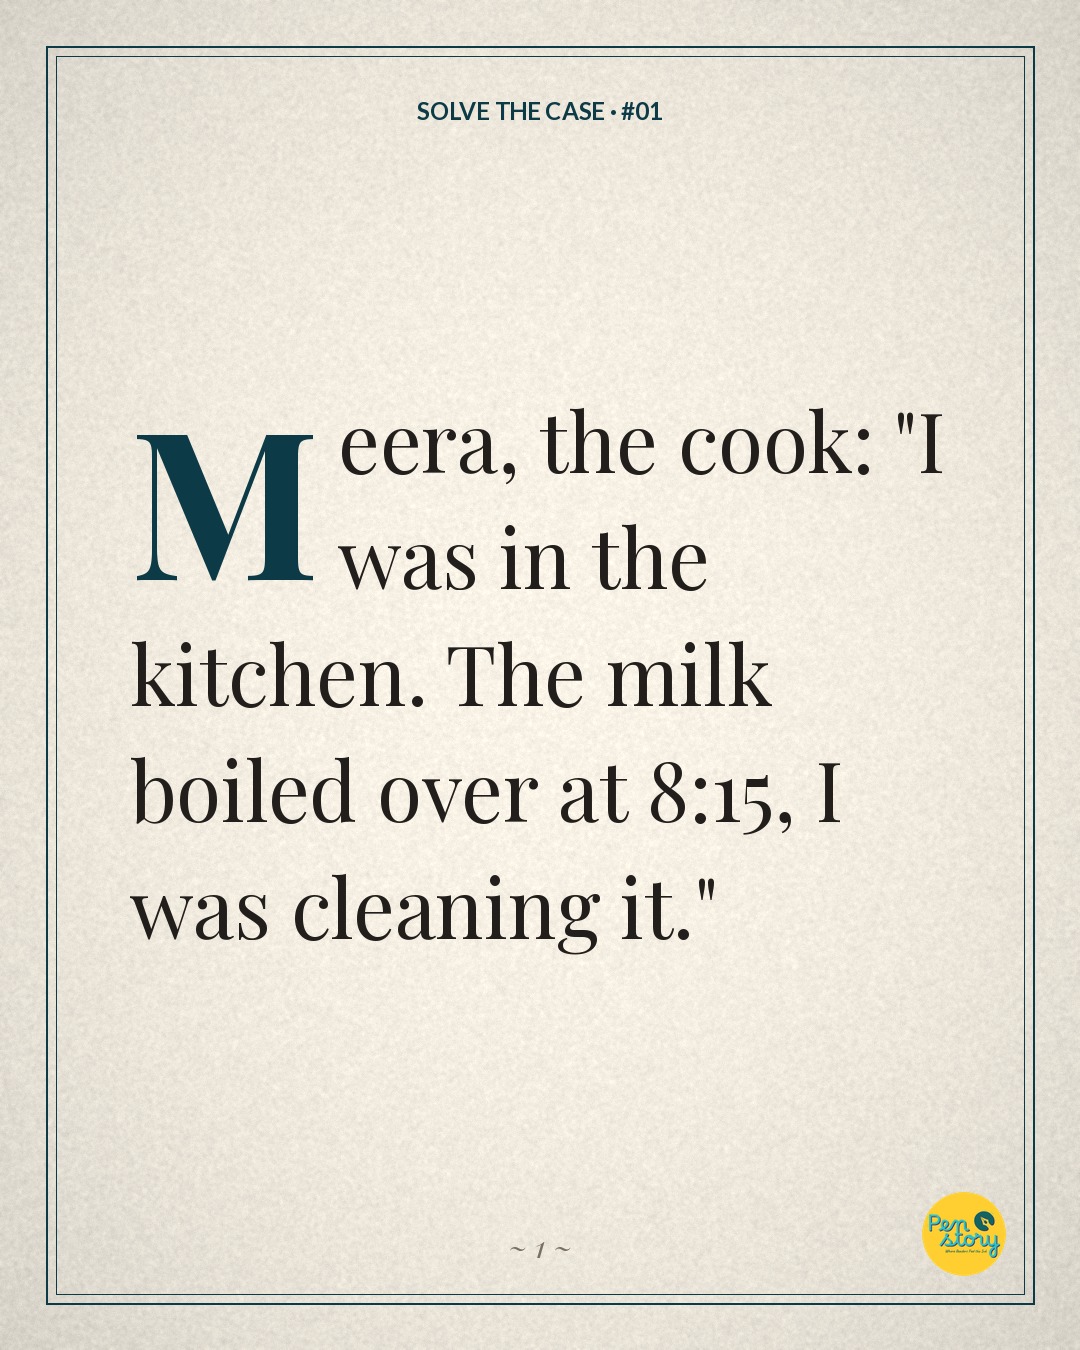 SOLVE THE CASE · #01
Meera, the cook: "I
was in the
kitchen. The milk
boiled over at 8:15, I
was cleaning it."
~ 1 ~
Pen
story